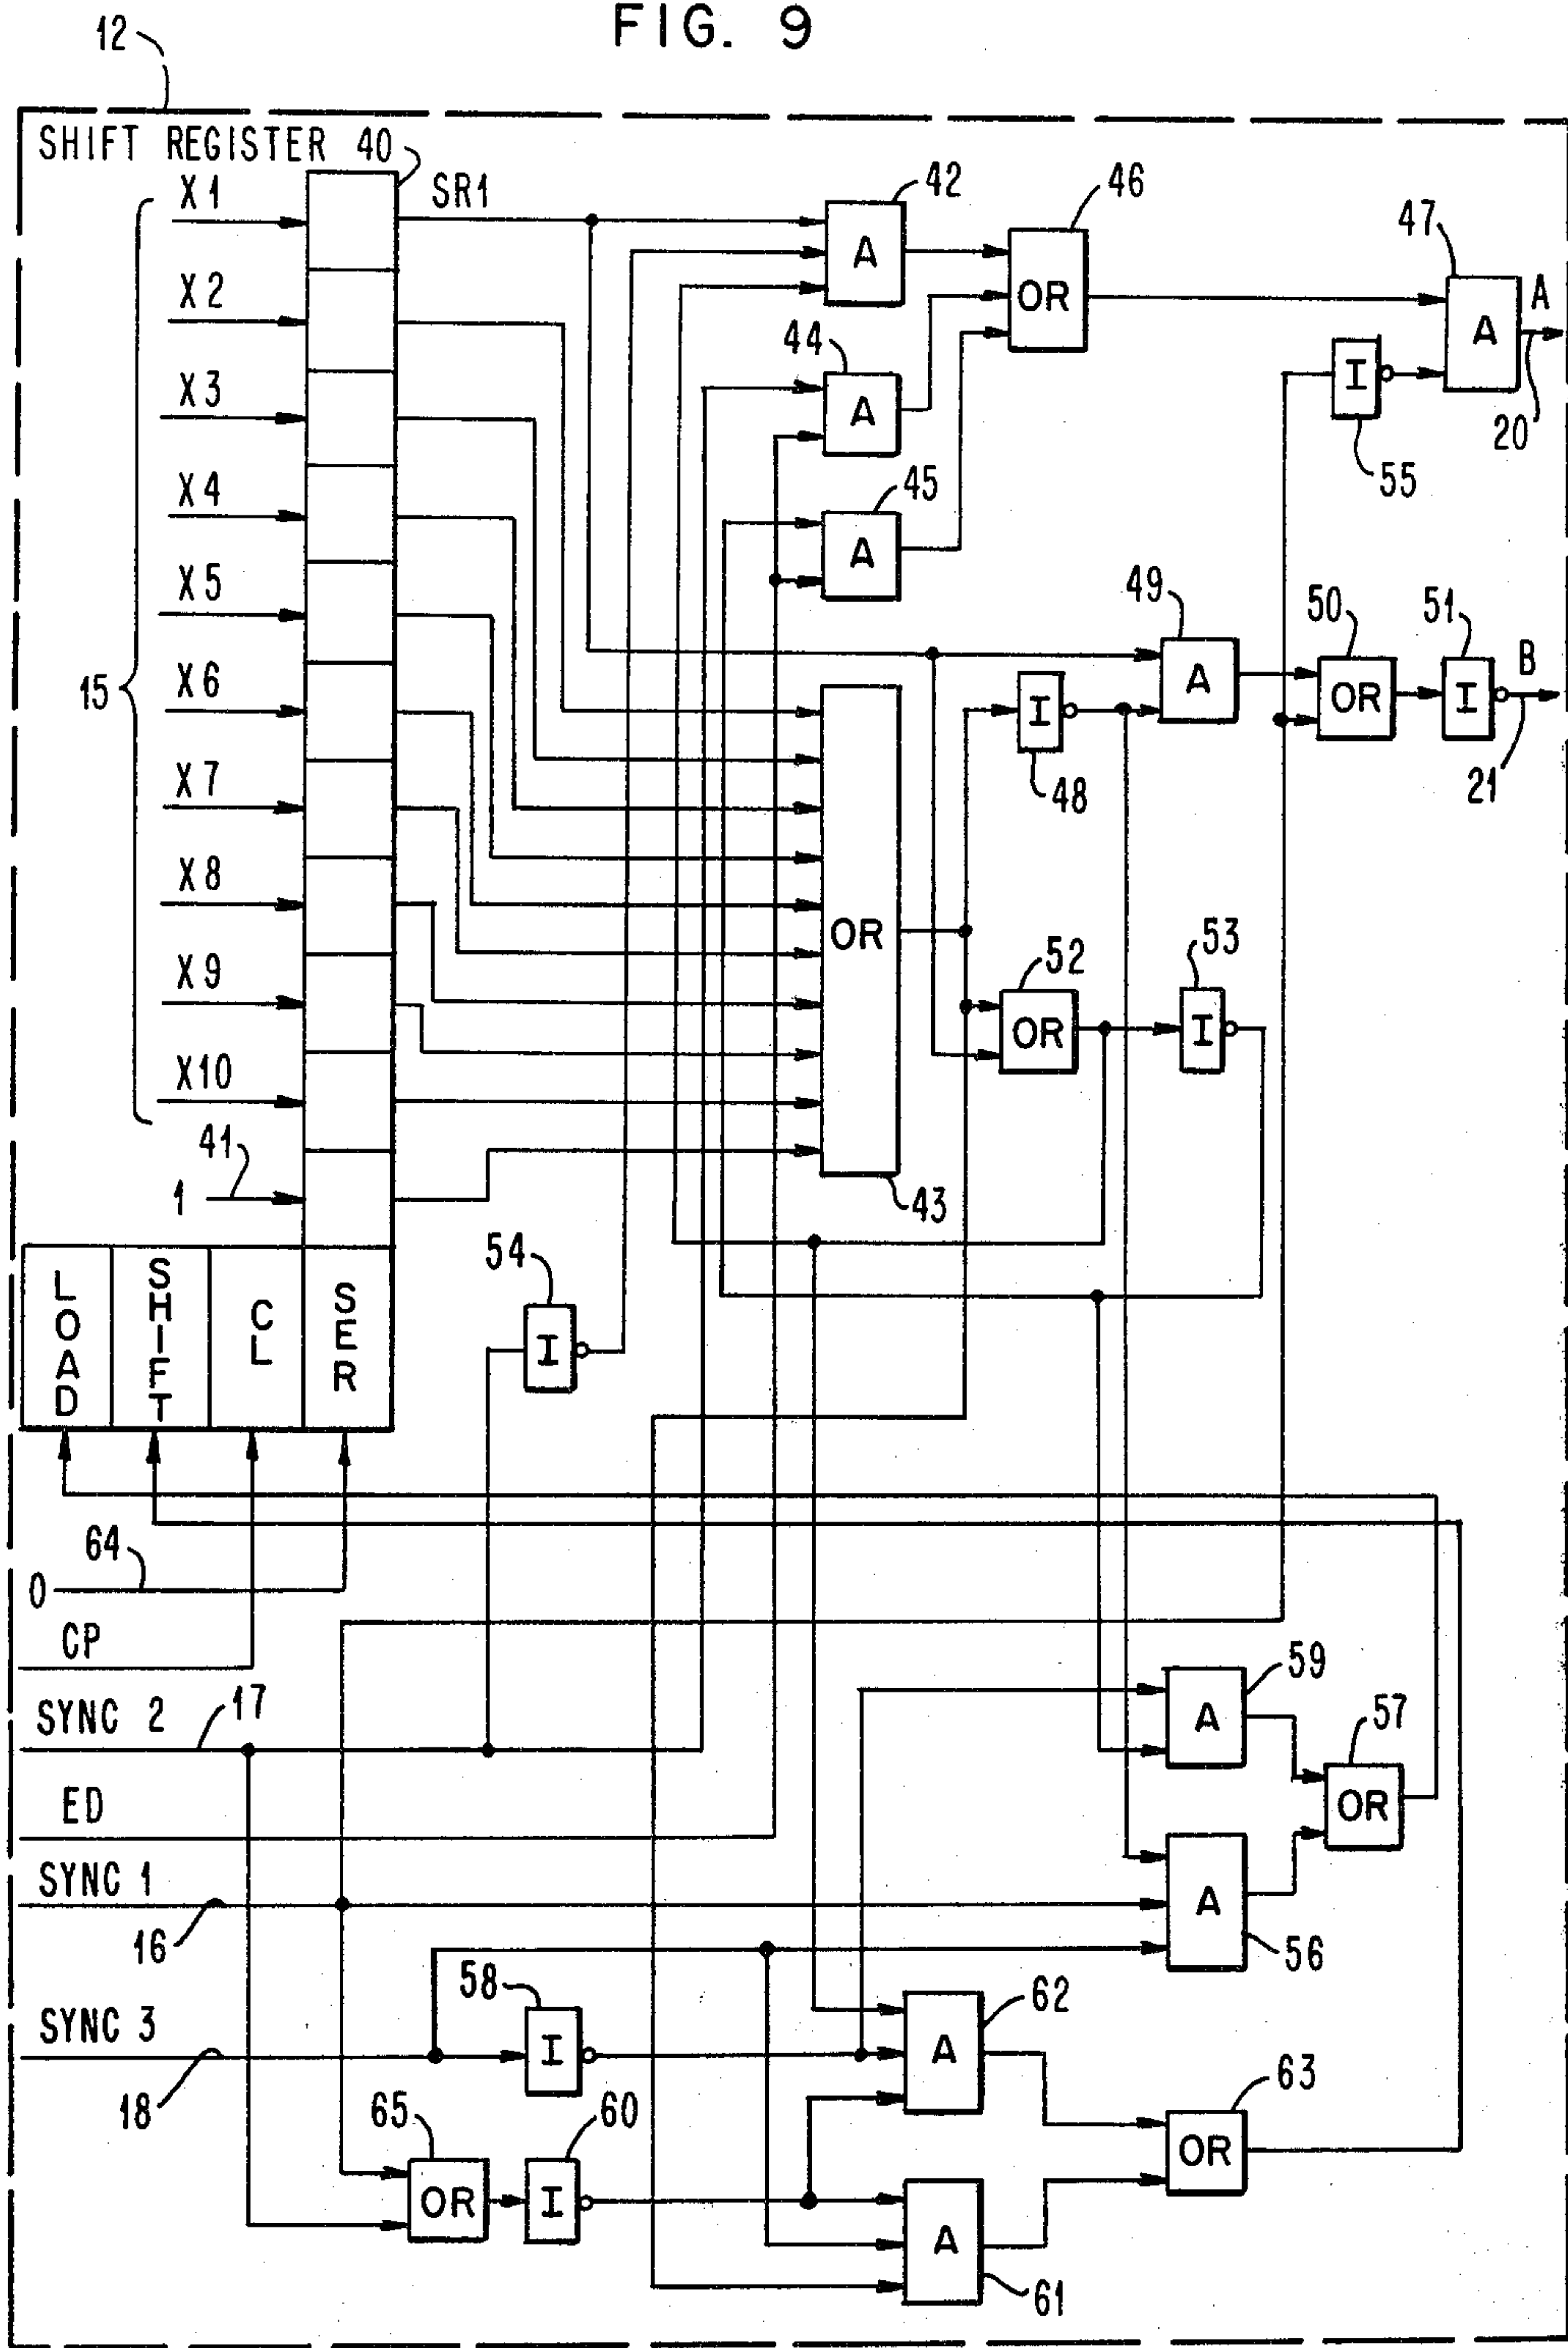 FIG. 9
12
SHIFT REGISTER 40
X1
SR1
42
46
47
A
OR
A
A
X2
44
I
A
20
55
X3
X4
45
A
X5
49
50
51
B
15
X6
A
OR
I
I
48
21
X7
X8
OR
52
53
X9
OR
I
X10
41
1
43
54
I
LOAD
SHIFT
CL
SER
64
0
CP
59
SYNC 2
17
A
57
OR
ED
SYNC 1
A
16
56
58
62
SYNC 3
I
A
63
18
65
60
OR
OR
I
A
61